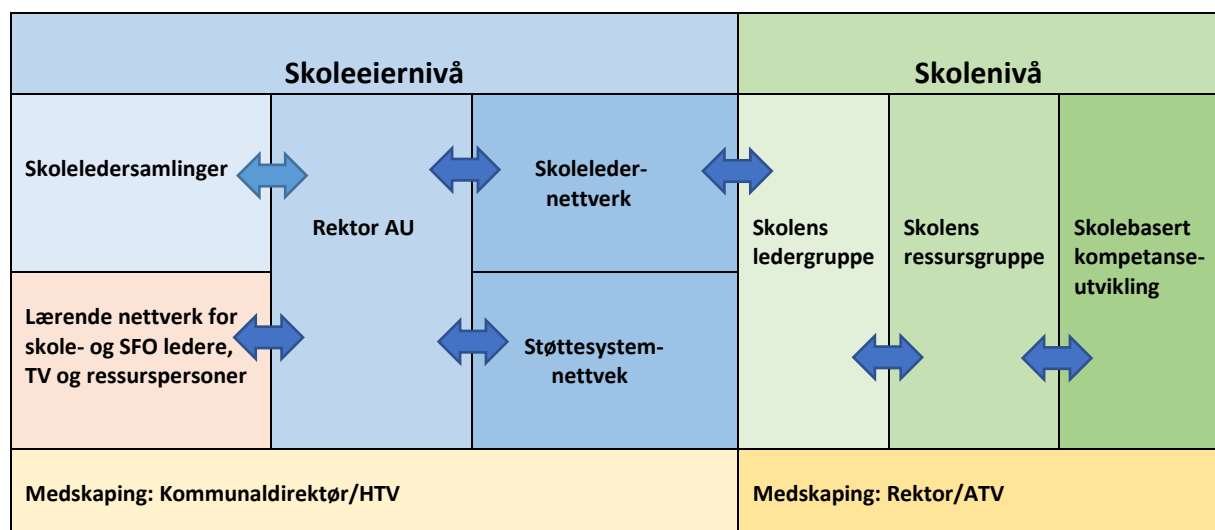 Skoleeiernivå
Skolenivå
Skoleledersamlinger
Rektor AU
Skoleleder-
nettverk
Skolens
ledergruppe
Skolens
ressursgruppe
Skolebasert
kompetanse-
utvikling
Lærende nettverk for
skole- og SFO ledere,
TV og ressurspersoner
Støttesystem-
nettvek
Medskaping: Kommunaldirektør/HTV
Medskaping: Rektor/ATV